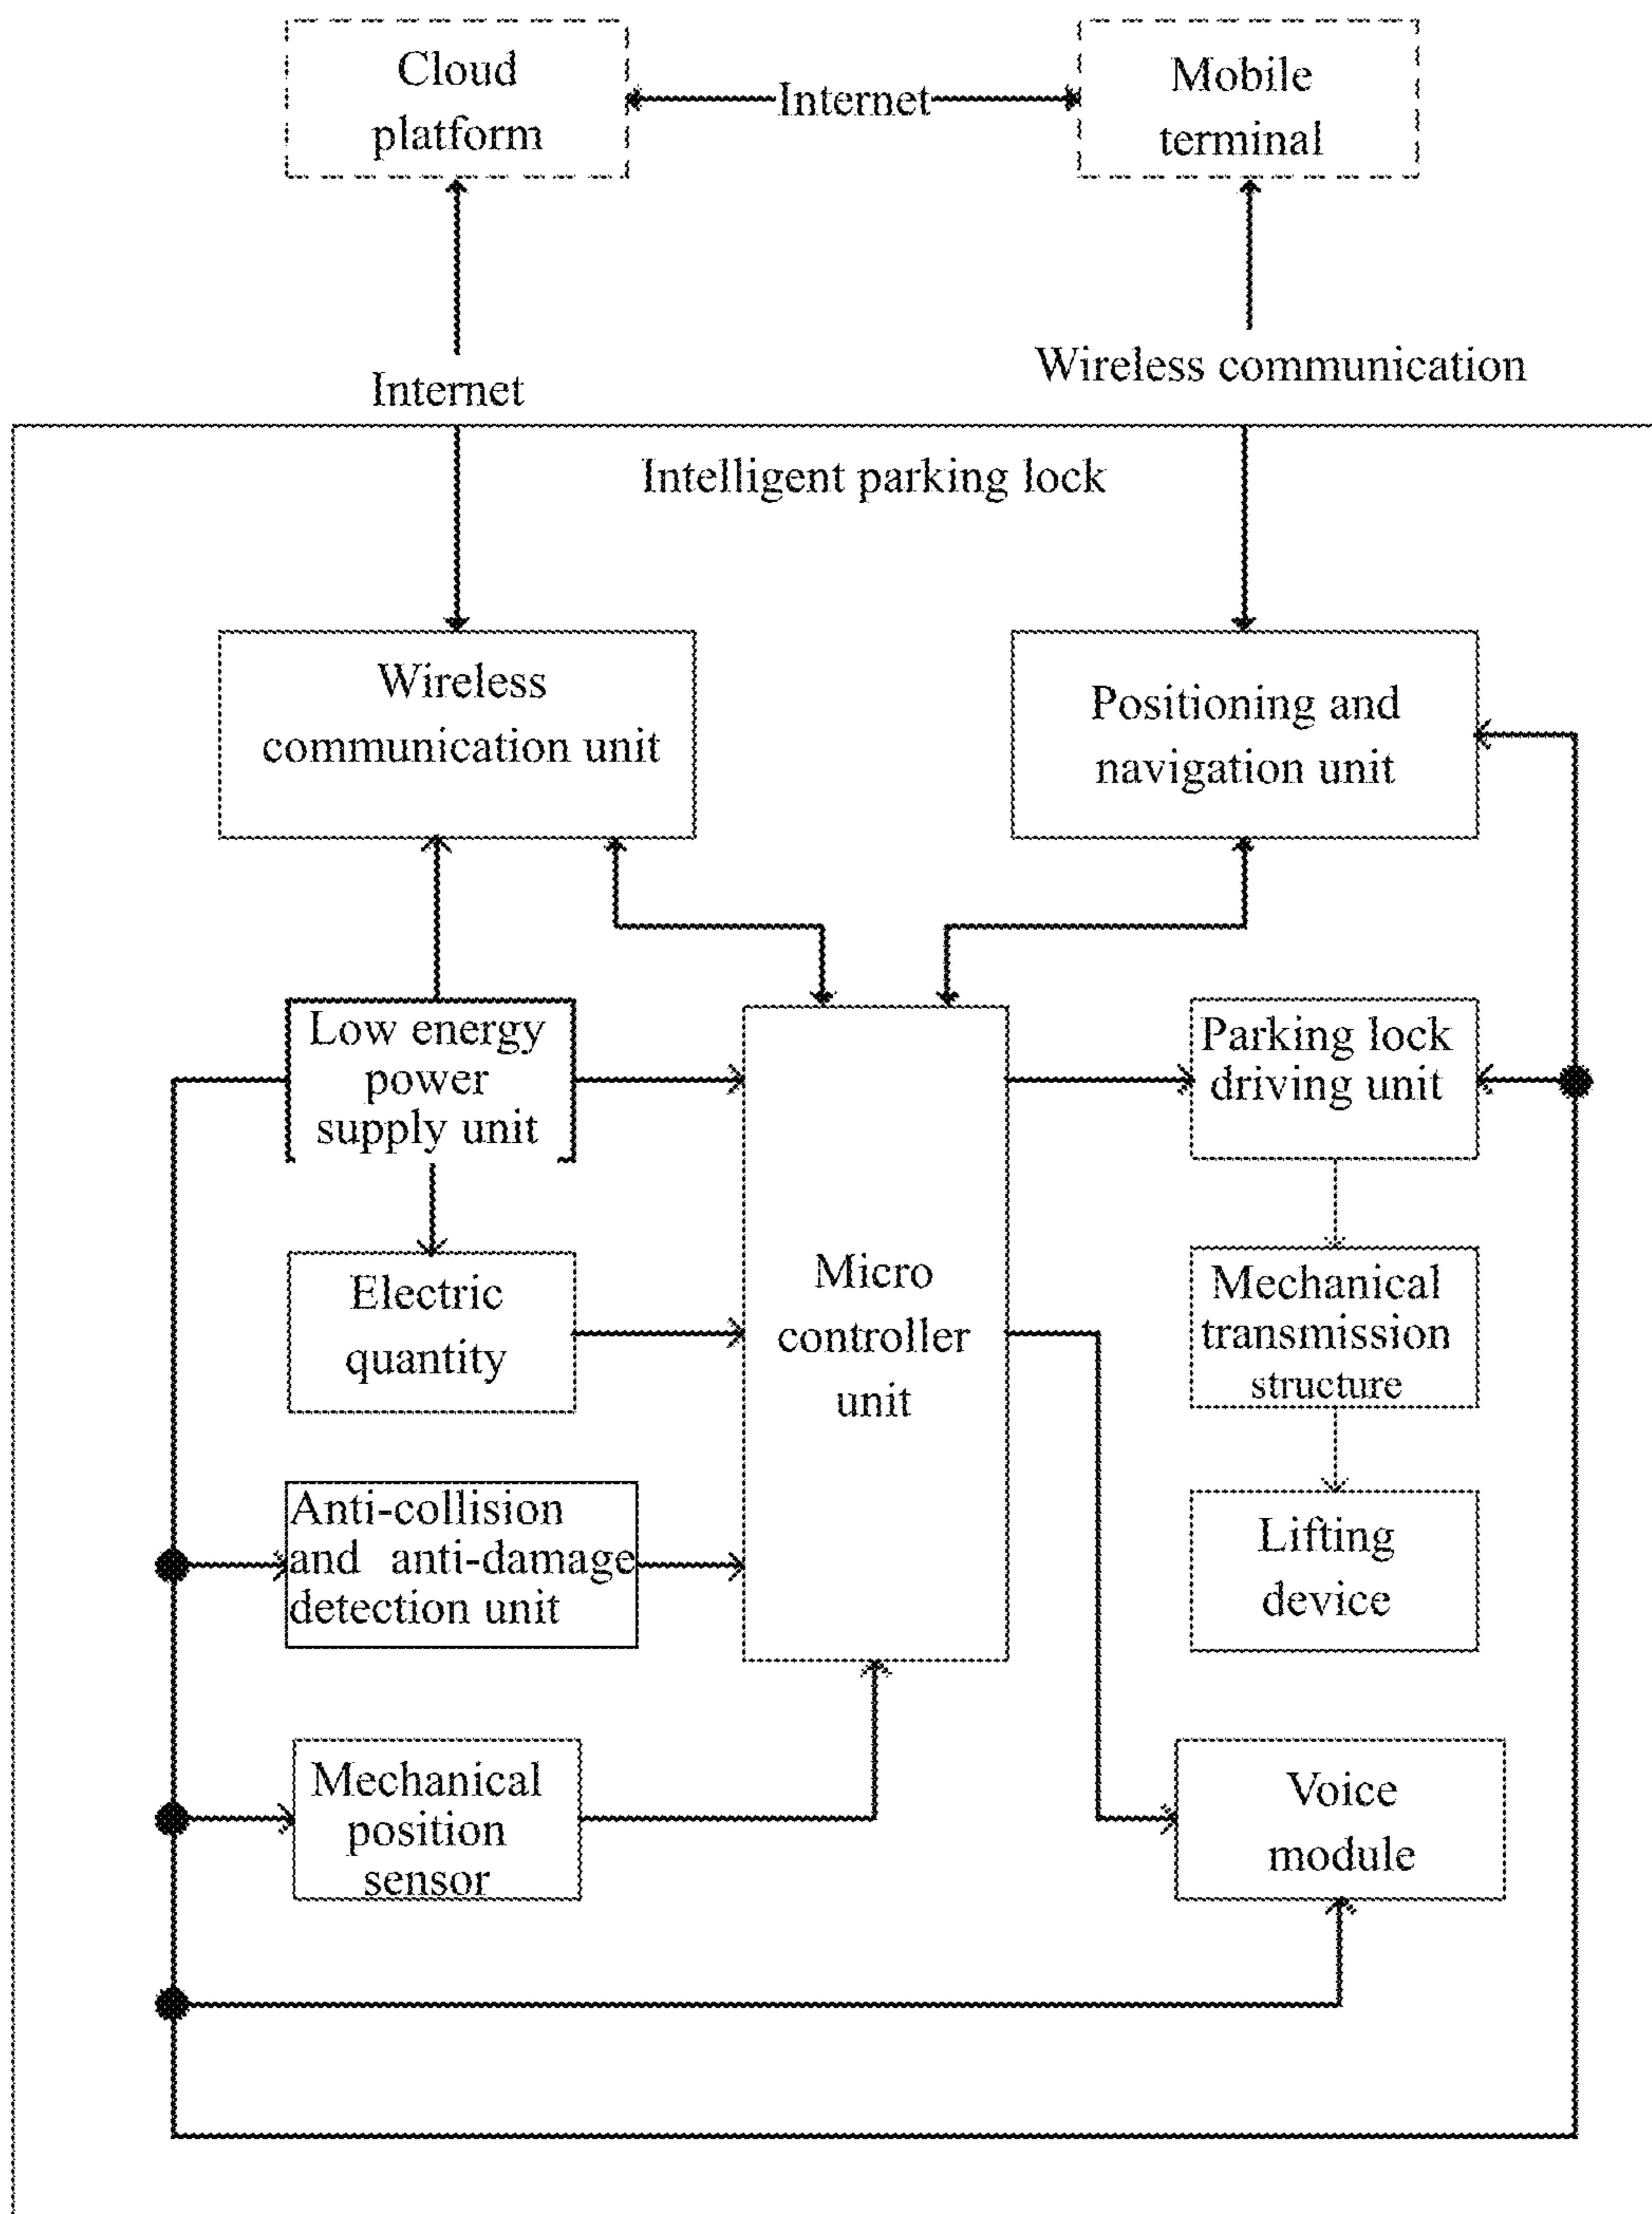 Cloud
platform
Internet
Mobile
terminal
Internet
Wireless communication
Intelligent parking lock
Wireless
communication unit
Positioning and
navigation unit
Low energy
power
supply unit
Parking lock
driving unit
Electric
quantity
Micro
controller
unit
Mechanical
transmission
structure
Anti-collision
and anti-damage
detection unit
Lifting
device
Mechanical
position
sensor
Voice
module